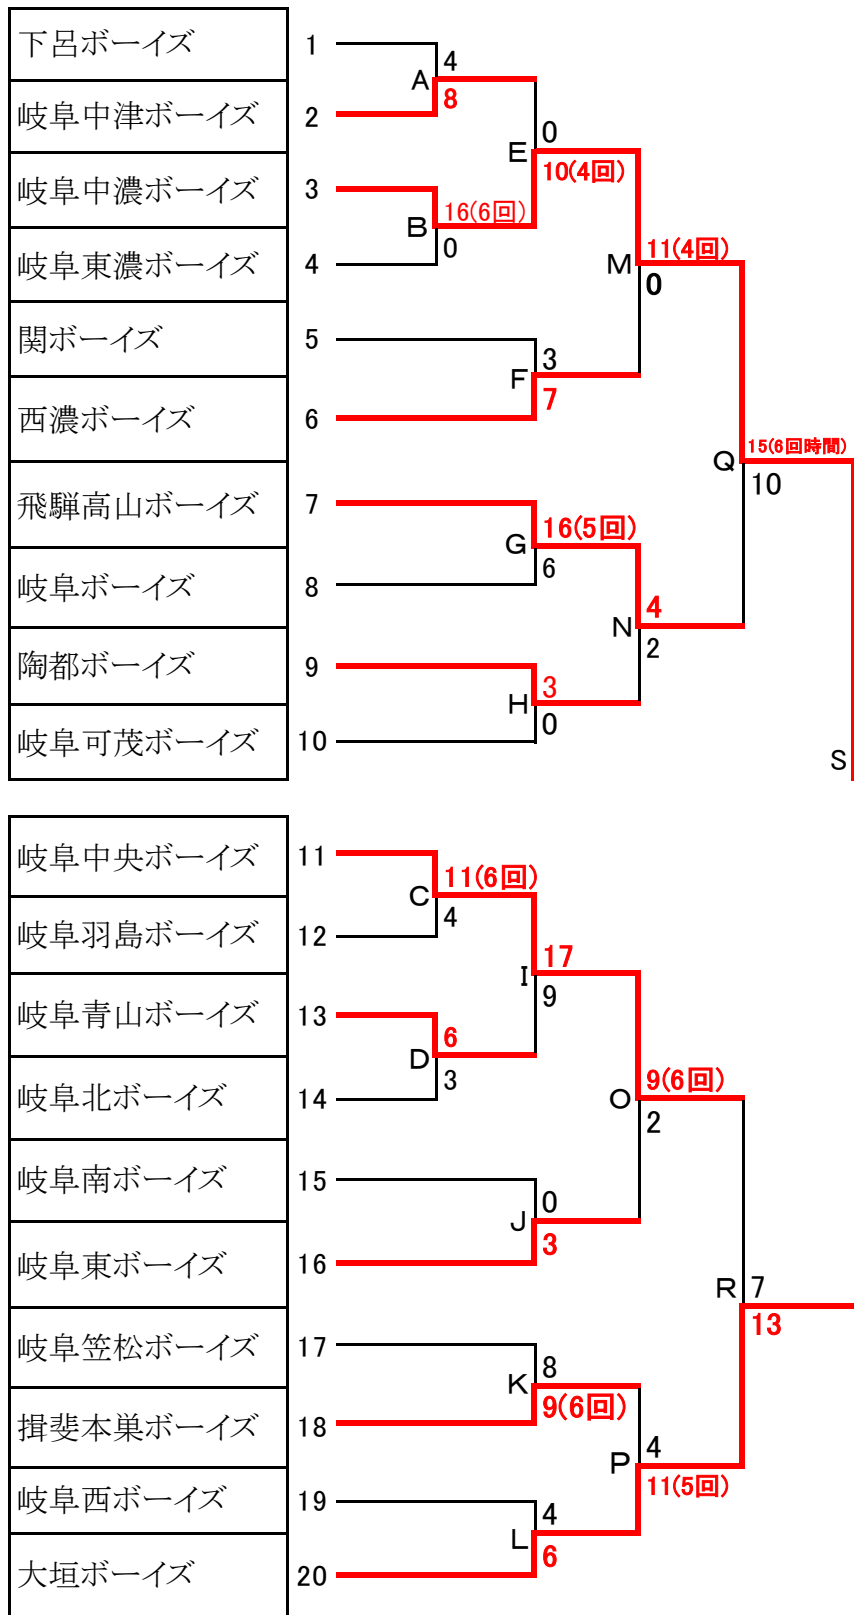 下呂ボーイズ 1
4
A
8
岐阜中津ボーイズ 2
0
E
10(4回)
岐阜中濃ボーイズ 3
16(6回)
B
0
岐阜東濃ボーイズ 4
11(4回)
M
0
関ボーイズ 5
3
F
7
西濃ボーイズ 6
15(6回時間)
Q
10
飛騨高山ボーイズ 7
16(5回)
G
6
岐阜ボーイズ 8
4
N
2
陶都ボーイズ 9
3
H
0
岐阜可茂ボーイズ 10
S
岐阜中央ボーイズ 11
11(6回)
C
4
岐阜羽島ボーイズ 12
17
I
9
岐阜青山ボーイズ 13
6
D
3
岐阜北ボーイズ 14
9(6回)
O
2
岐阜南ボーイズ 15
0
J
3
岐阜東ボーイズ 16
7
R
13
岐阜笠松ボーイズ 17
8
K
9(6回)
揖斐本巣ボーイズ 18
4
P
11(5回)
岐阜西ボーイズ 19
4
L
6
大垣ボーイズ 20